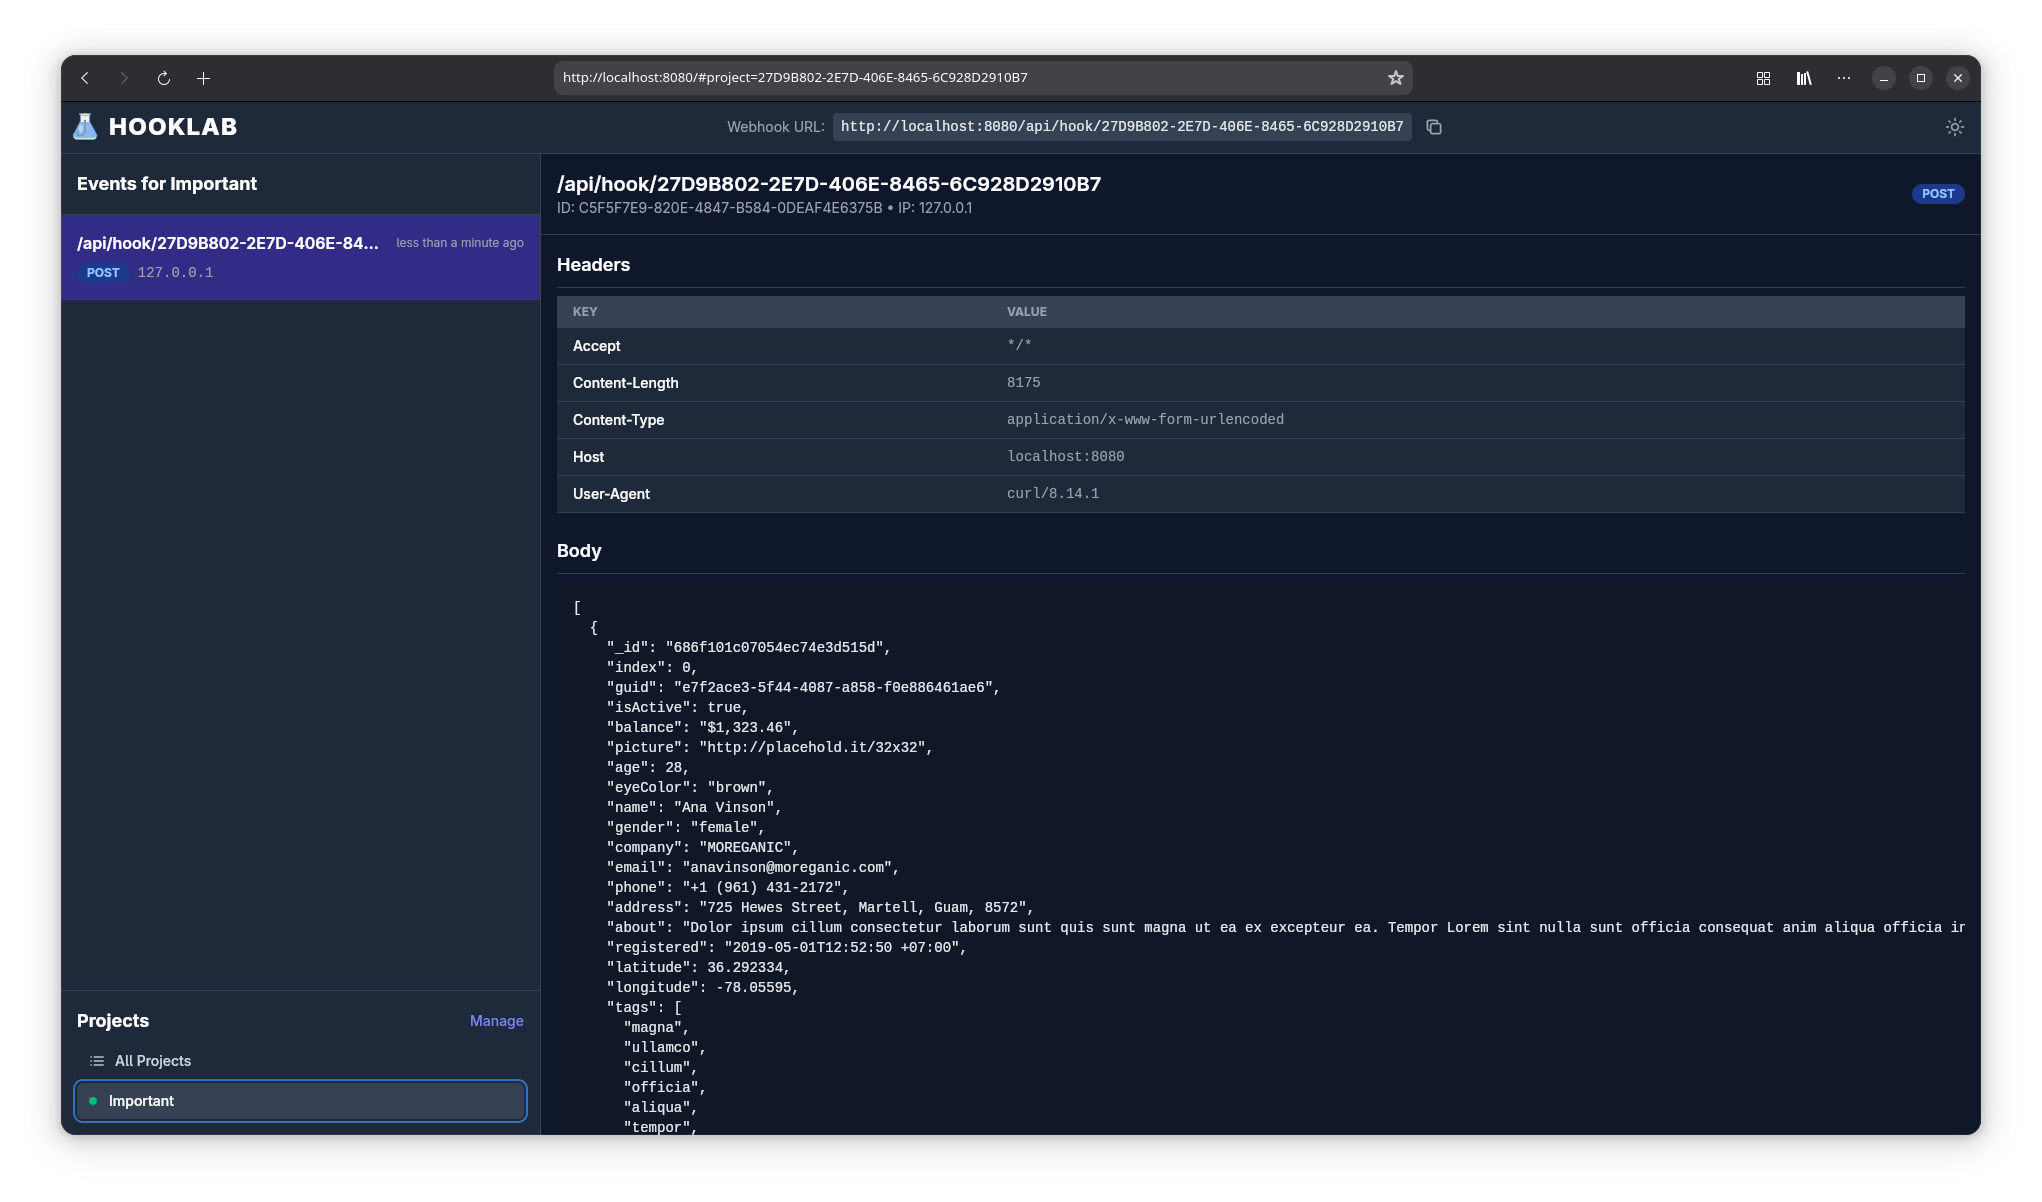 http://localhost:8080/#project=27D9B802-2E7D-406E-8465-6C928D2910B7
HOOKLAB
Webhook URL: http://localhost:8080/api/hook/27D9B802-2E7D-406E-8465-6C928D2910B7
Events for Important
/api/hook/27D9B802-2E7D-406E-84... less than a minute ago
POST 127.0.0.1
Projects Manage
All Projects
Important
/api/hook/27D9B802-2E7D-406E-8465-6C928D2910B7
ID: C5F5F7E9-820E-4847-B584-0DEAF4E6375B • IP: 127.0.0.1
POST
Headers
KEY VALUE
Accept */*
Content-Length 8175
Content-Type application/x-www-form-urlencoded
Host localhost:8080
User-Agent curl/8.14.1
Body
[
{
"_id": "686f101c07054ec74e3d515d",
"index": 0,
"guid": "e7f2ace3-5f44-4087-a858-f0e886461ae6",
"isActive": true,
"balance": "$1,323.46",
"picture": "http://placehold.it/32x32",
"age": 28,
"eyeColor": "brown",
"name": "Ana Vinson",
"gender": "female",
"company": "MOREGANIC",
"email": "anavinson@moreganic.com",
"phone": "+1 (961) 431-2172",
"address": "725 Hewes Street, Martell, Guam, 8572",
"about": "Dolor ipsum cillum consectetur laborum sunt quis sunt magna ut ea ex excepteur ea. Tempor Lorem sint nulla sunt officia consequat anim aliqua officia
"registered": "2019-05-01T12:52:50 +07:00",
"latitude": 36.292334,
"longitude": -78.05595,
"tags": [
"magna",
"ullamco",
"cillum",
"officia",
"aliqua",
"tempor",